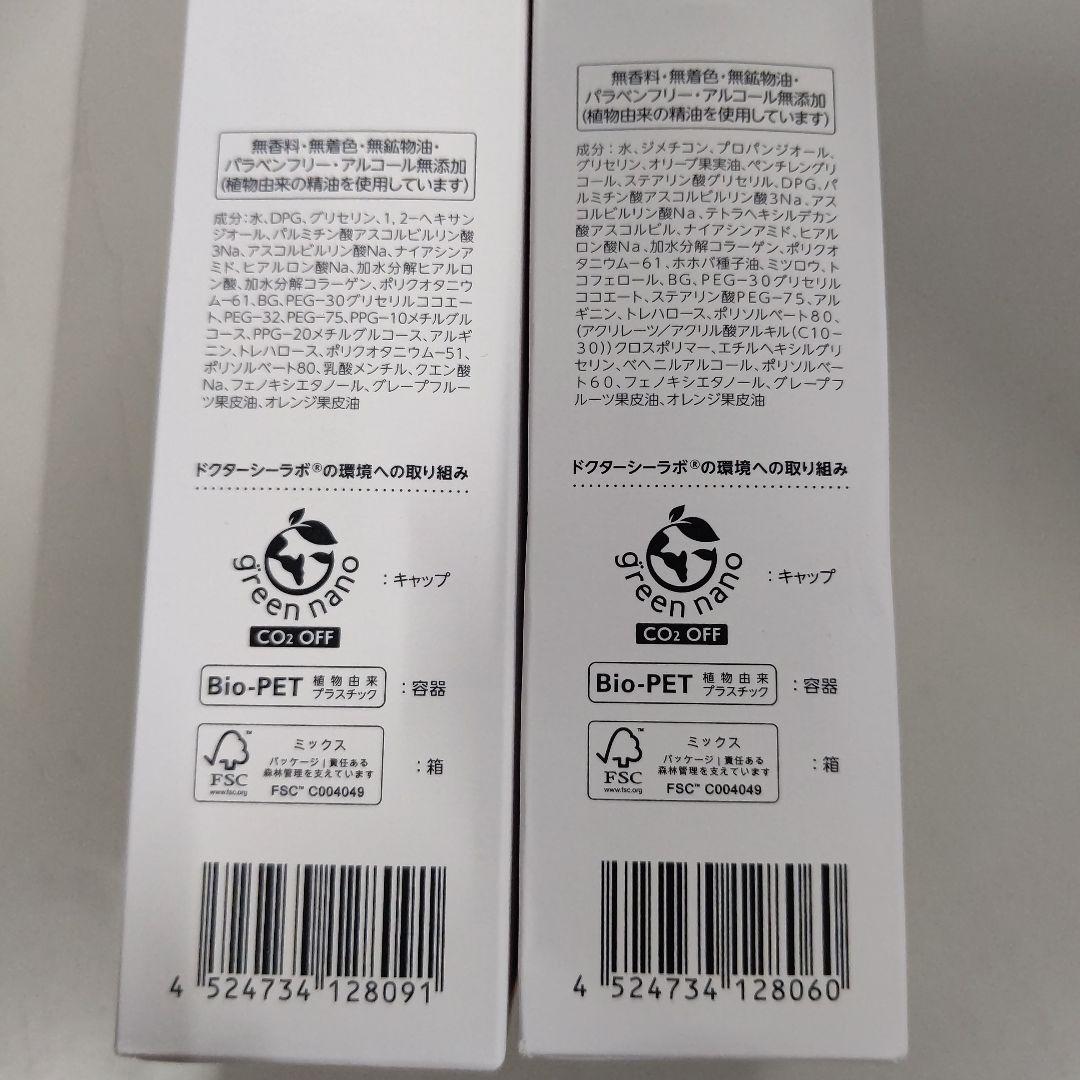 無香料・無着色・無鉱物油・
パラベンフリー・アルコール無添加
(植物由来の精油を使用しています)
成分：水、DPG、グリセリン、1, 2-ヘキサン
ジオール、パルミチン酸アスコルビルリン酸
3Na、アスコルビルリン酸Na、ナイアシンア
ミド、ヒアルロン酸Na、加水分解ヒアルロ
ン酸、加水分解コラーゲン、ポリクオタニウ
ム-61、BG、PEG-30グリセリルココエー
ト、PEG-32、PEG-75、PPG-10メチルグル
コース、PPG-20メチルグルコース、アルギ
ニン、トレハロース、ポリクオタニウム-51、
ポリソルベート80、乳酸メンチル、クエン酸
Na、フェノキシエタノール、グレープフルー
ツ果皮油、オレンジ果皮油
ドクターシーラボ®の環境への取り組み
green nano
CO₂ OFF
：キャップ
Bio-PET
植物由来
プラスチック
：容器
FSC
www.fsc.org
ミックス
パッケージ | 責任ある
森林管理を支えています
FSC™ C004049
：箱
4 524734 128091
無香料・無着色・無鉱物油・
パラベンフリー・アルコール無添加
(植物由来の精油を使用しています)
成分：水、ジメチコン、プロパンジオール、
グリセリン、オリーブ果実油、ペンチレングリ
コール、ステアリン酸グリセリル、DPG、パ
ルミチン酸アスコルビルリン酸3Na、アス
コルビルリン酸Na、テトラヘキシルデカン
酸アスコルビル、ナイアシンアミド、ヒアル
ロン酸Na、加水分解コラーゲン、ポリクオ
タニウム-61、ホホバ種子油、ミツロウ、ト
コフェロール、BG、PEG-30グリセリル
ココエート、ステアリン酸PEG-75、アル
ギニン、トレハロース、ポリソルベート80、
(アクリレーツ/アクリル酸アルキル(C10-
30))クロスポリマー、エチルヘキシルグリ
セリン、ベヘニルアルコール、ポリソルベー
ト60、フェノキシエタノール、グレープフ
ルーツ果皮油、オレンジ果皮油
ドクターシーラボ®の環境への取り組み
green nano
CO₂ OFF
：キャップ
Bio-PET
植物由来
プラスチック
：容器
FSC
www.fsc.org
ミックス
パッケージ | 責任ある
森林管理を支えています
FSC™ C004049
：箱
4 524734 128060